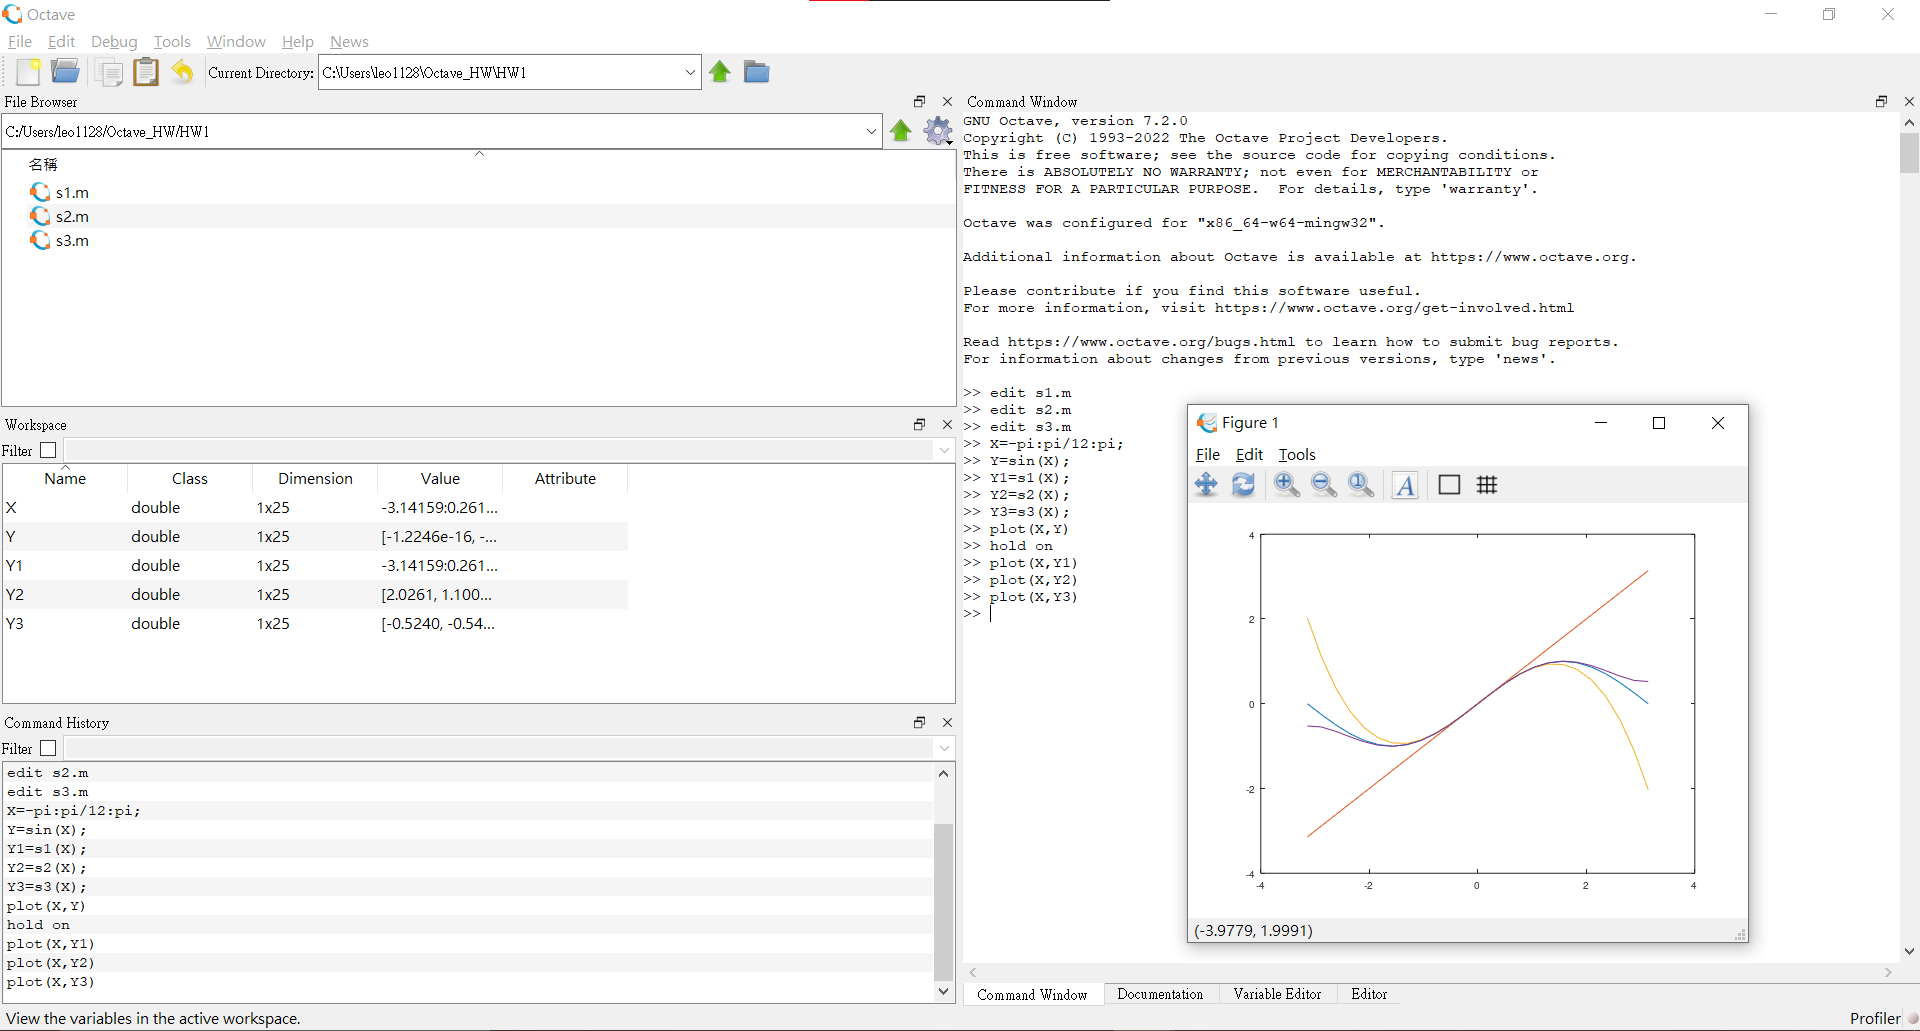 Octave
File Edit Debug Tools Window Help News
Current Directory: C:\Users\leo1128\Octave_HW\HW1
File Browser
C:/Users/leo1128/Octave_HW/HW1
名稱
s1.m
s2.m
s3.m
Workspace
Filter
Name Class Dimension Value Attribute
X double 1x25 -3.14159:0.261...
Y double 1x25 [-1.2246e-16, -...
Y1 double 1x25 -3.14159:0.261...
Y2 double 1x25 [2.0261, 1.100...
Y3 double 1x25 [-0.5240, -0.54...
Command History
Filter
edit s2.m
edit s3.m
X=-pi:pi/12:pi;
Y=sin(X);
Y1=s1(X);
Y2=s2(X);
Y3=s3(X);
plot(X,Y)
hold on
plot(X,Y1)
plot(X,Y2)
plot(X,Y3)
View the variables in the active workspace.
Command Window
GNU Octave, version 7.2.0
Copyright (C) 1993-2022 The Octave Project Developers.
This is free software; see the source code for copying conditions.
There is ABSOLUTELY NO WARRANTY; not even for MERCHANTABILITY or
FITNESS FOR A PARTICULAR PURPOSE.  For details, type 'warranty'.
Octave was configured for "x86_64-w64-mingw32".
Additional information about Octave is available at https://www.octave.org.
Please contribute if you find this software useful.
For more information, visit https://www.octave.org/get-involved.html
Read https://www.octave.org/bugs.html to learn how to submit bug reports.
For information about changes from previous versions, type 'news'.
>> edit s1.m
>> edit s2.m
>> edit s3.m
>> X=-pi:pi/12:pi;
>> Y=sin(X);
>> Y1=s1(X);
>> Y2=s2(X);
>> Y3=s3(X);
>> plot(X,Y)
>> hold on
>> plot(X,Y1)
>> plot(X,Y2)
>> plot(X,Y3)
>>
Figure 1
File Edit Tools
A
4
2
0
-2
-4
-4 -2 0 2 4
(-3.9779, 1.9991)
Command Window Documentation Variable Editor Editor
Profiler